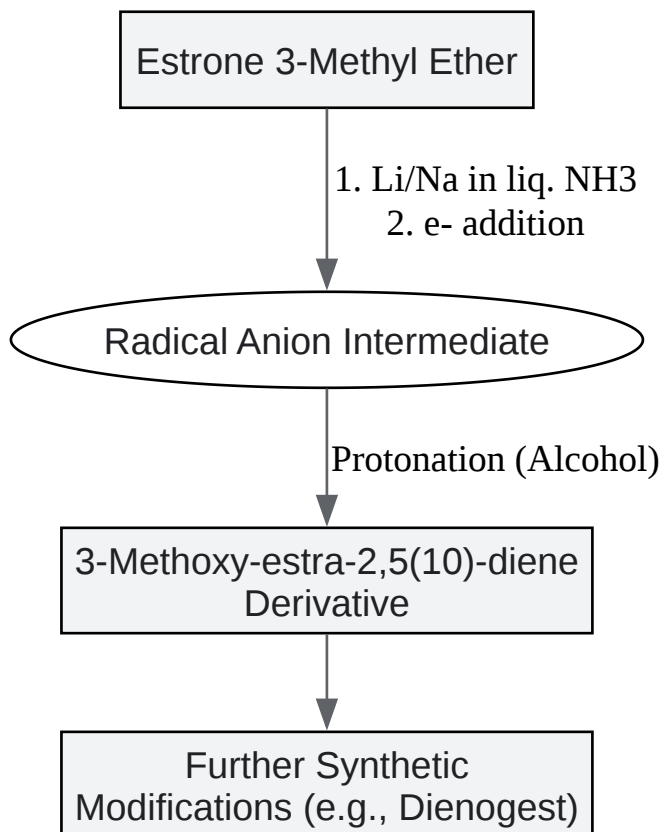 Estrone 3-Methyl Ether
1. Li/Na in liq. NH3
2. e- addition
Radical Anion Intermediate
Protonation (Alcohol)
3-Methoxy-estra-2,5(10)-diene
Derivative
Further Synthetic
Modifications (e.g., Dienogest)